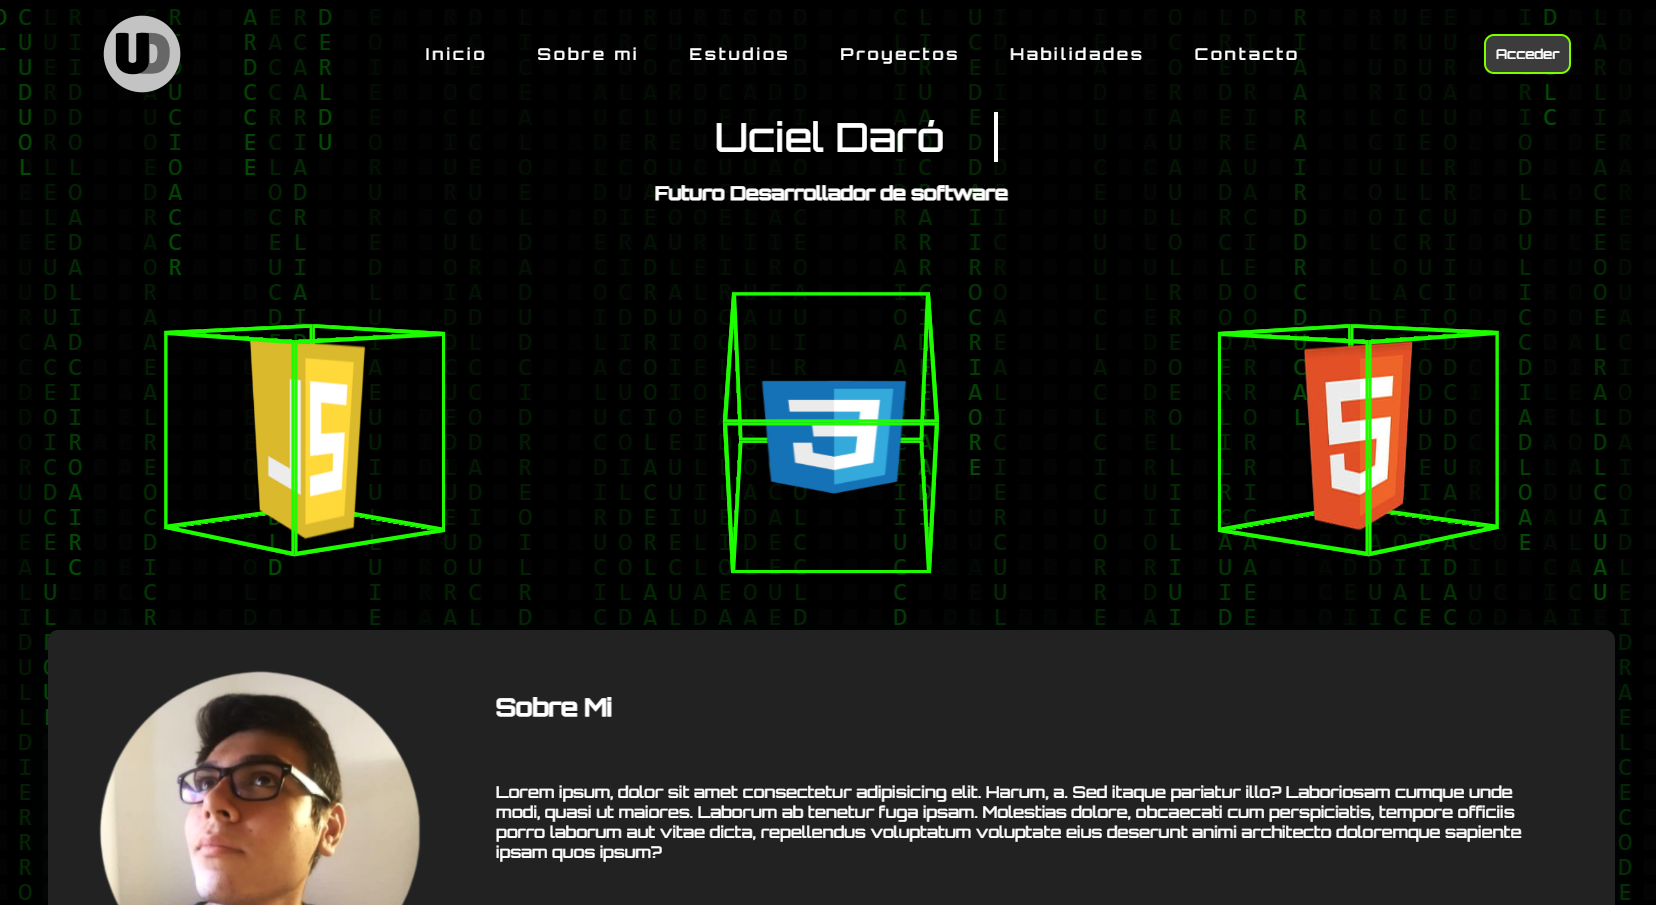 UD
Inicio
Sobre mi
Estudios
Proyectos
Habilidades
Contacto
Acceder
Uciel Daró
Futuro Desarrollador de software
JS
3
5
Sobre Mi
Lorem ipsum, dolor sit amet consectetur adipisicing elit. Harum, a. Sed itaque pariatur illo? Laboriosam cumque unde
modi, quasi ut maiores. Laborum ab tenetur fuga ipsam. Molestias dolore, obcaecati cum perspiciatis, tempore officiis
porro laborum aut vitae dicta, repellendus voluptatum voluptate eius deserunt animi architecto doloremque sapiente
ipsam quos ipsum?